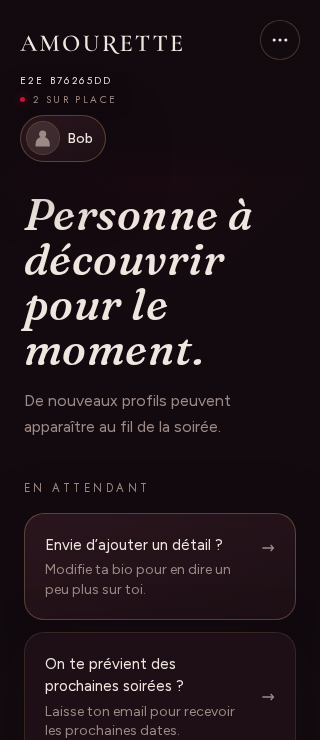 AMOURETTE
E2E B76265DD
2 SUR PLACE
Bob
Personne à
découvrir
pour le
moment.
De nouveaux profils peuvent
apparaître au fil de la soirée.
EN ATTENDANT
Envie d’ajouter un détail ?
→
Modifie ta bio pour en dire un
peu plus sur toi.
On te prévient des
prochaines soirées ?
→
Laisse ton email pour recevoir
les prochaines dates.